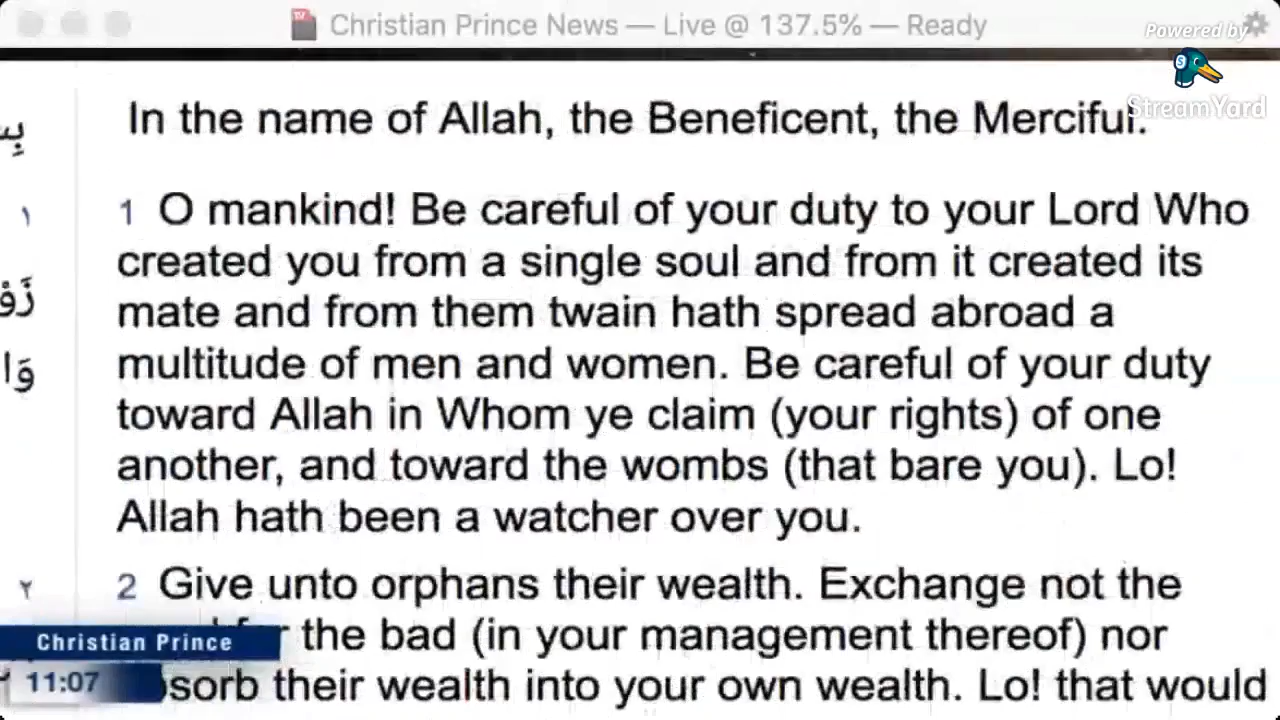 Christian Prince News — Live @ 137.5% — Ready
Powered by
StreamYard
In the name of Allah, the Beneficent, the Merciful.
1 O mankind! Be careful of your duty to your Lord Who
created you from a single soul and from it created its
mate and from them twain hath spread abroad a
multitude of men and women. Be careful of your duty
toward Allah in Whom ye claim (your rights) of one
another, and toward the wombs (that bare you). Lo!
Allah hath been a watcher over you.
2 Give unto orphans their wealth. Exchange not the
the bad (in your management thereof) nor
their wealth into your own wealth. Lo! that would
١
٢
Christian Prince
11:07